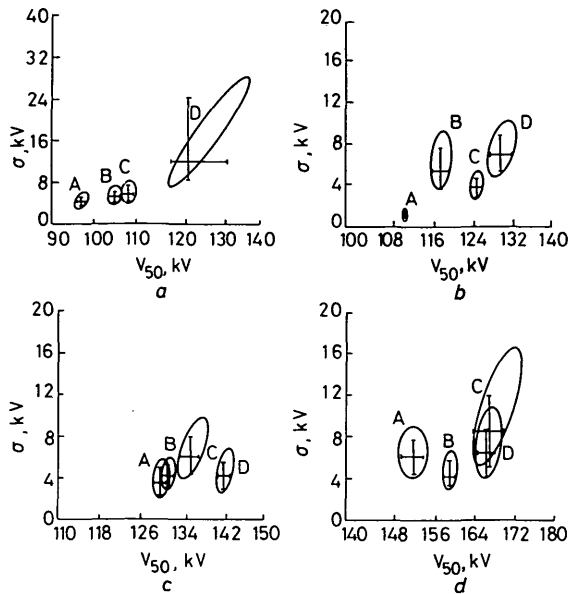 40
32
24
16
8
0
σ, kV
A
B
C
D
90
100
110
120
130
140
V50, kV
a
20
16
12
8
4
0
σ, kV
A
B
C
D
100
108
116
124
132
140
V50, kV
b
20
16
12
8
4
σ, kV
A
B
C
D
110
118
126
134
142
150
V50, kV
c
20
16
12
8
4
σ, kV
A
B
C
D
140
148
156
164
172
180
V50, kV
d